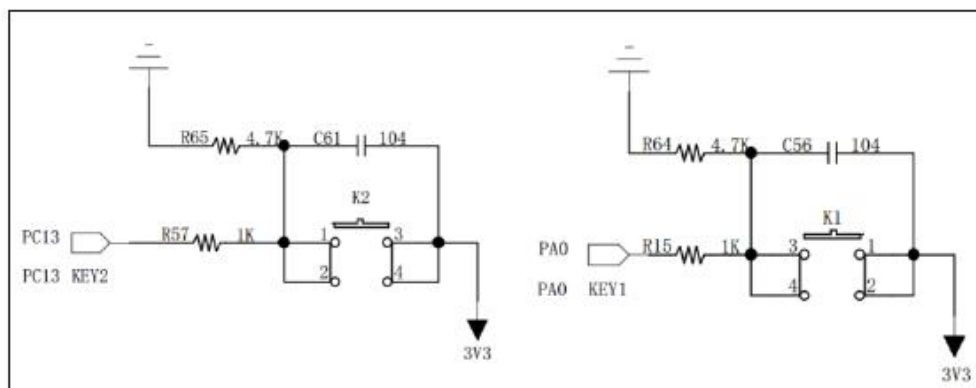 R65 4.7K C61 104
K2
PC13 R57 1K 1 3
PC13 KEY2 2 4
3V3
R64 4.7K C56 104
K1
PA0 R15 1K 3 1
PA0 KEY1 4 2
3V3